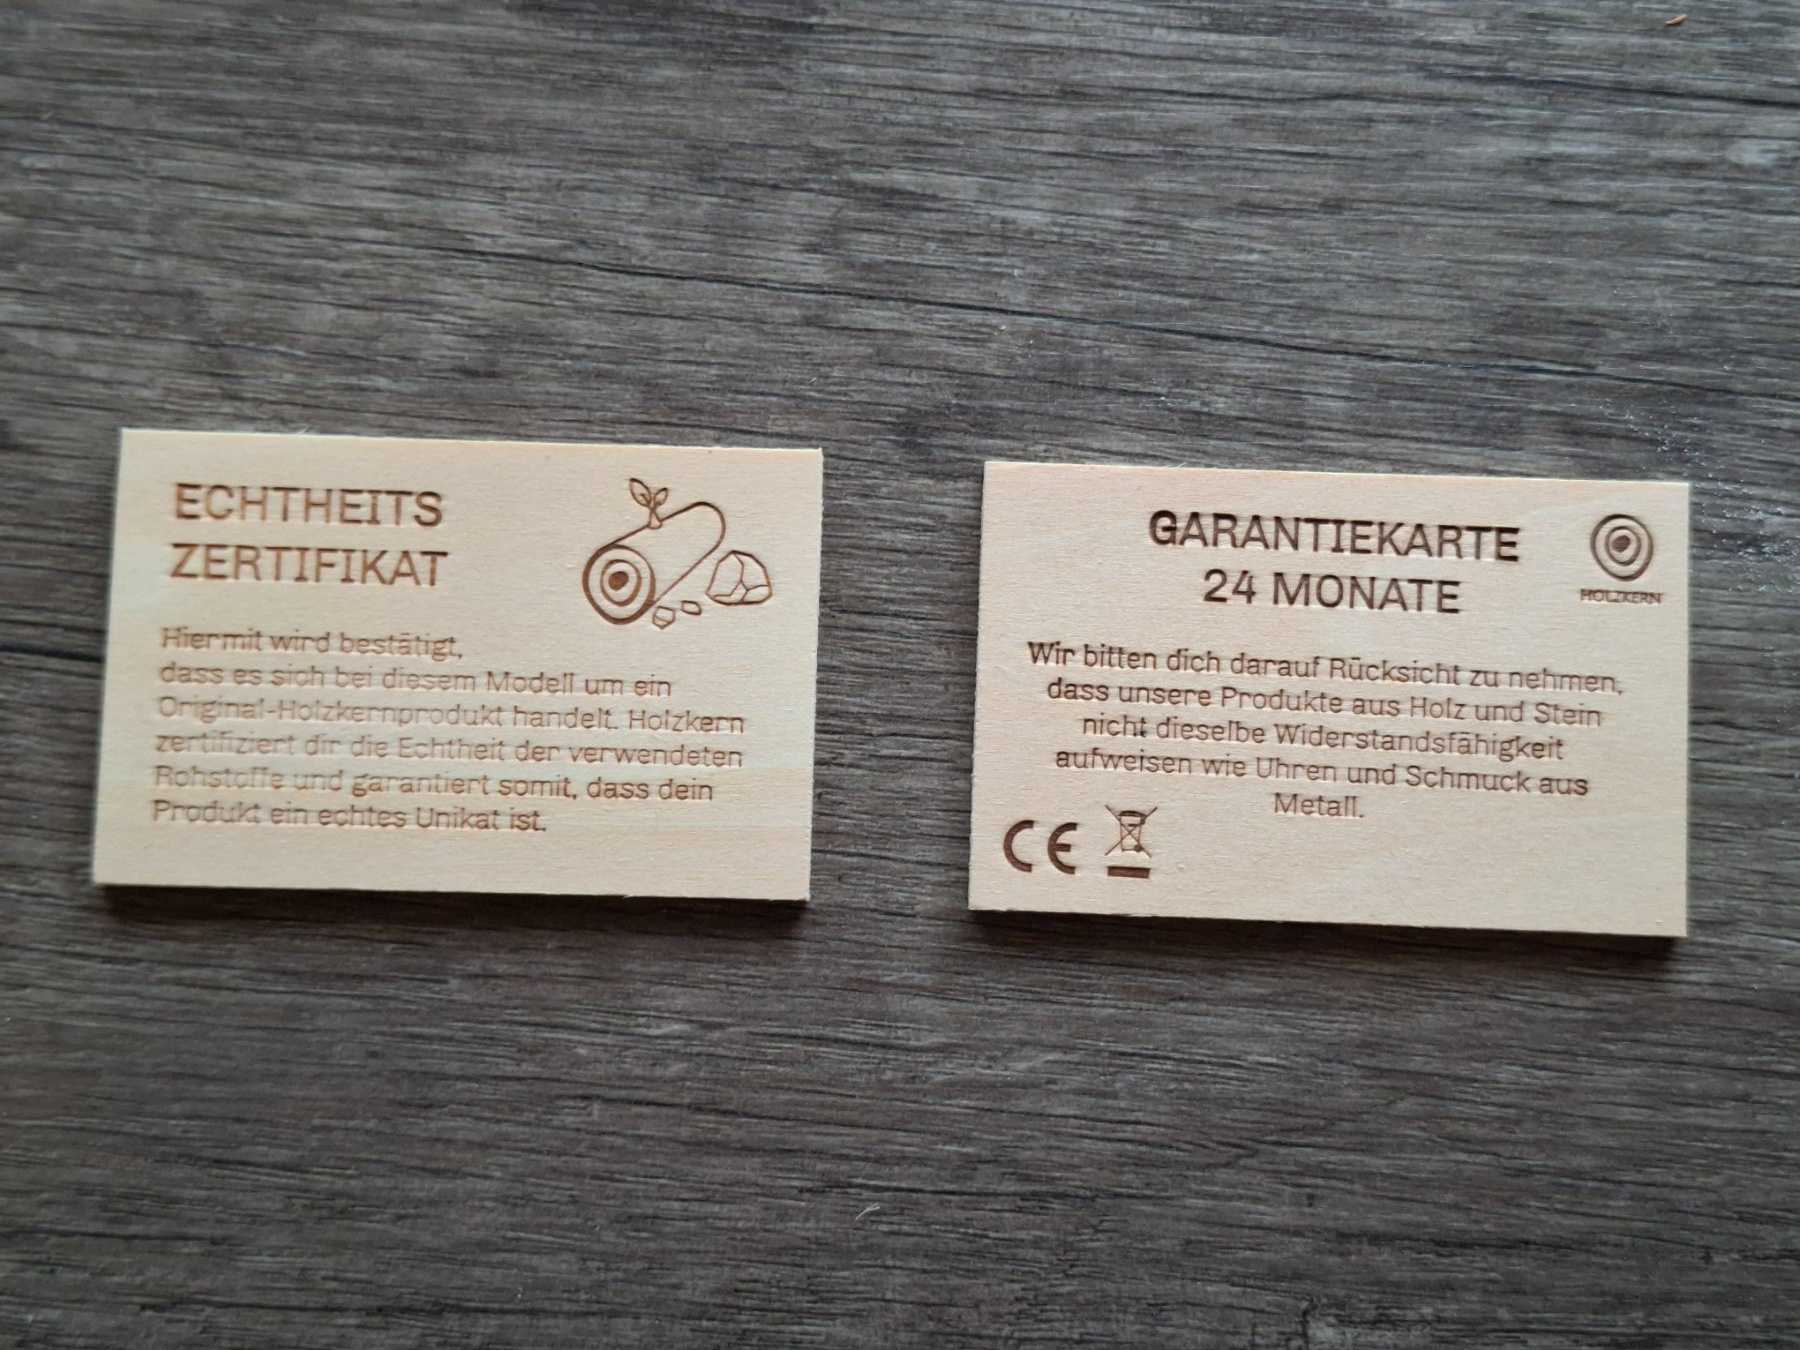 ECHTHEITS
ZERTIFIKAT
Hiermit wird bestätigt,
dass es sich bei diesem Modell um ein
Original-Holzkernprodukt handelt. Holzkern
zertifiziert dir die Echtheit der verwendeten
Rohstoffe und garantiert somit, dass dein
Produkt ein echtes Unikat ist.
GARANTIEKARTE
24 MONATE
HOLZKERN
Wir bitten dich darauf Rücksicht zu nehmen,
dass unsere Produkte aus Holz und Stein
nicht dieselbe Widerstandsfähigkeit
aufweisen wie Uhren und Schmuck aus
Metall.
CE